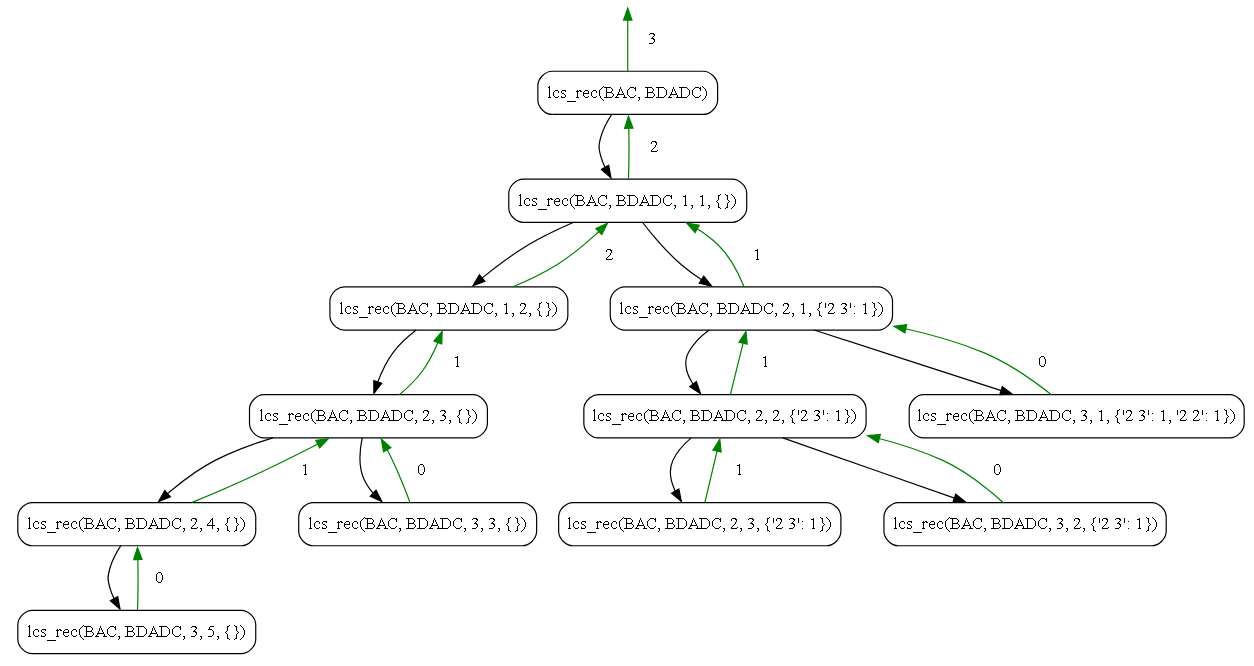 3
lcs_rec(BAC, BDADC)
2
lcs_rec(BAC, BDADC, 1, 1, {})
2
1
lcs_rec(BAC, BDADC, 1, 2, {})
lcs_rec(BAC, BDADC, 2, 1, {'2 3': 1})
1
1
0
lcs_rec(BAC, BDADC, 2, 3, {})
lcs_rec(BAC, BDADC, 2, 2, {'2 3': 1})
lcs_rec(BAC, BDADC, 3, 1, {'2 3': 1, '2 2': 1})
1
0
1
0
lcs_rec(BAC, BDADC, 2, 4, {})
lcs_rec(BAC, BDADC, 3, 3, {})
lcs_rec(BAC, BDADC, 2, 3, {'2 3': 1})
lcs_rec(BAC, BDADC, 3, 2, {'2 3': 1})
0
lcs_rec(BAC, BDADC, 3, 5, {})